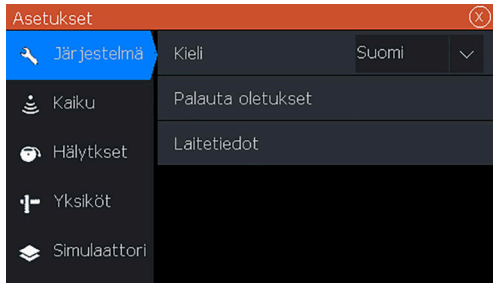 Asetukset
Järjestelmä
Kieli
Suomi
Kaiku
Palauta oletukset
Hälytkset
Laitetiedot
Yksiköt
Simulaattori